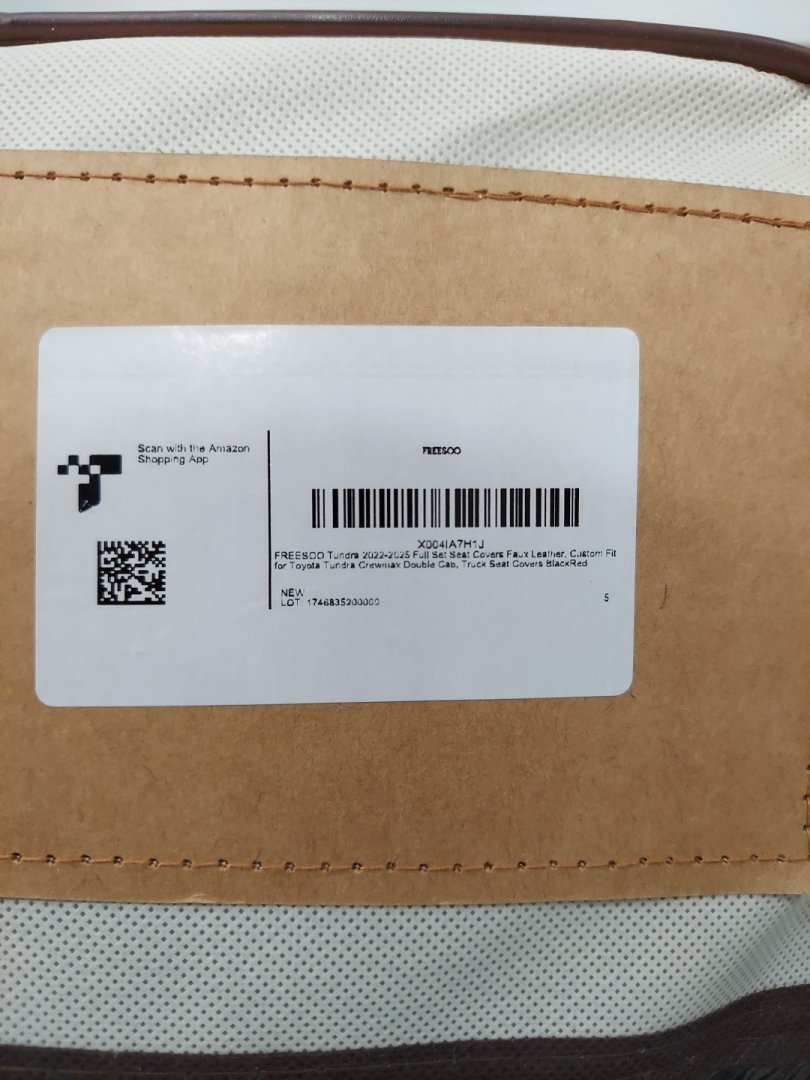 Scan with the Amazon
Shopping App
FREESOO
X004IA7H1J
FREESOO Tundra 2022-2025 Full Set Seat Covers Faux Leather, Custom Fit
for Toyota Tundra Crewmax Double Cab, Truck Seat Covers BlackRed
NEW
LOT: 1746835200000
S